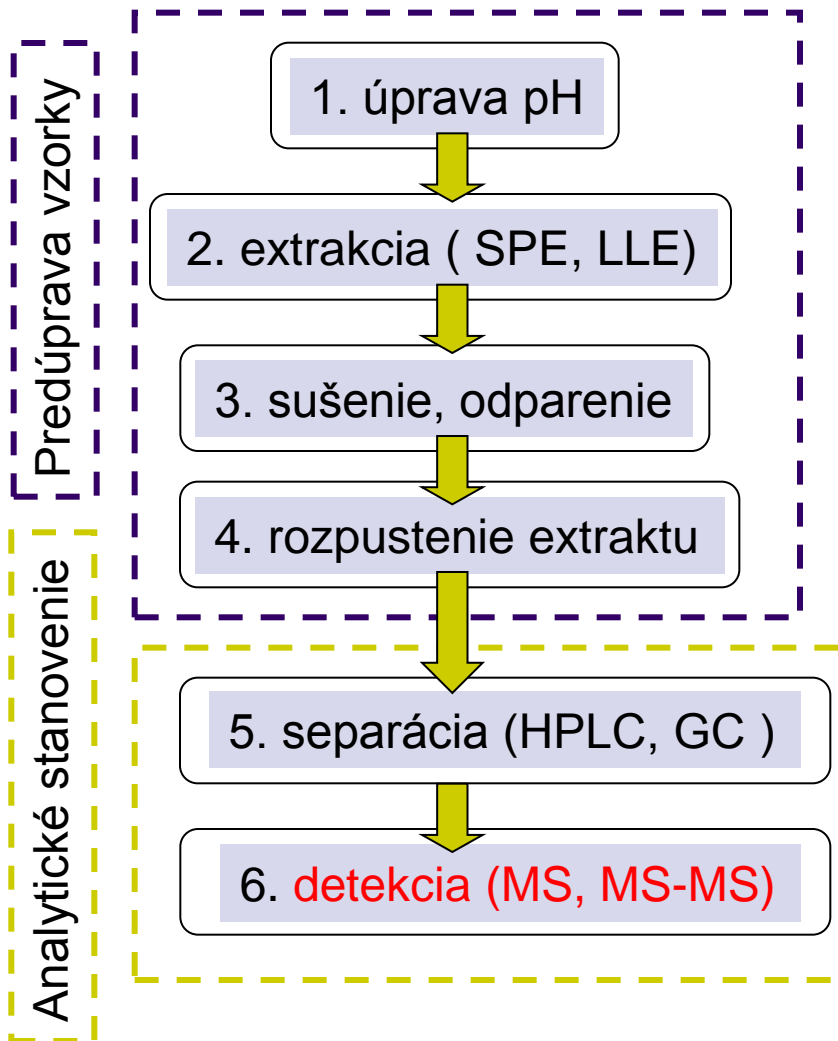 Predúprava vzorky
1. úprava pH
2. extrakcia ( SPE, LLE)
3. sušenie, odparenie
4. rozpustenie extraktu
Analytické stanovenie
5. separácia (HPLC, GC )
6. detekcia (MS, MS-MS)